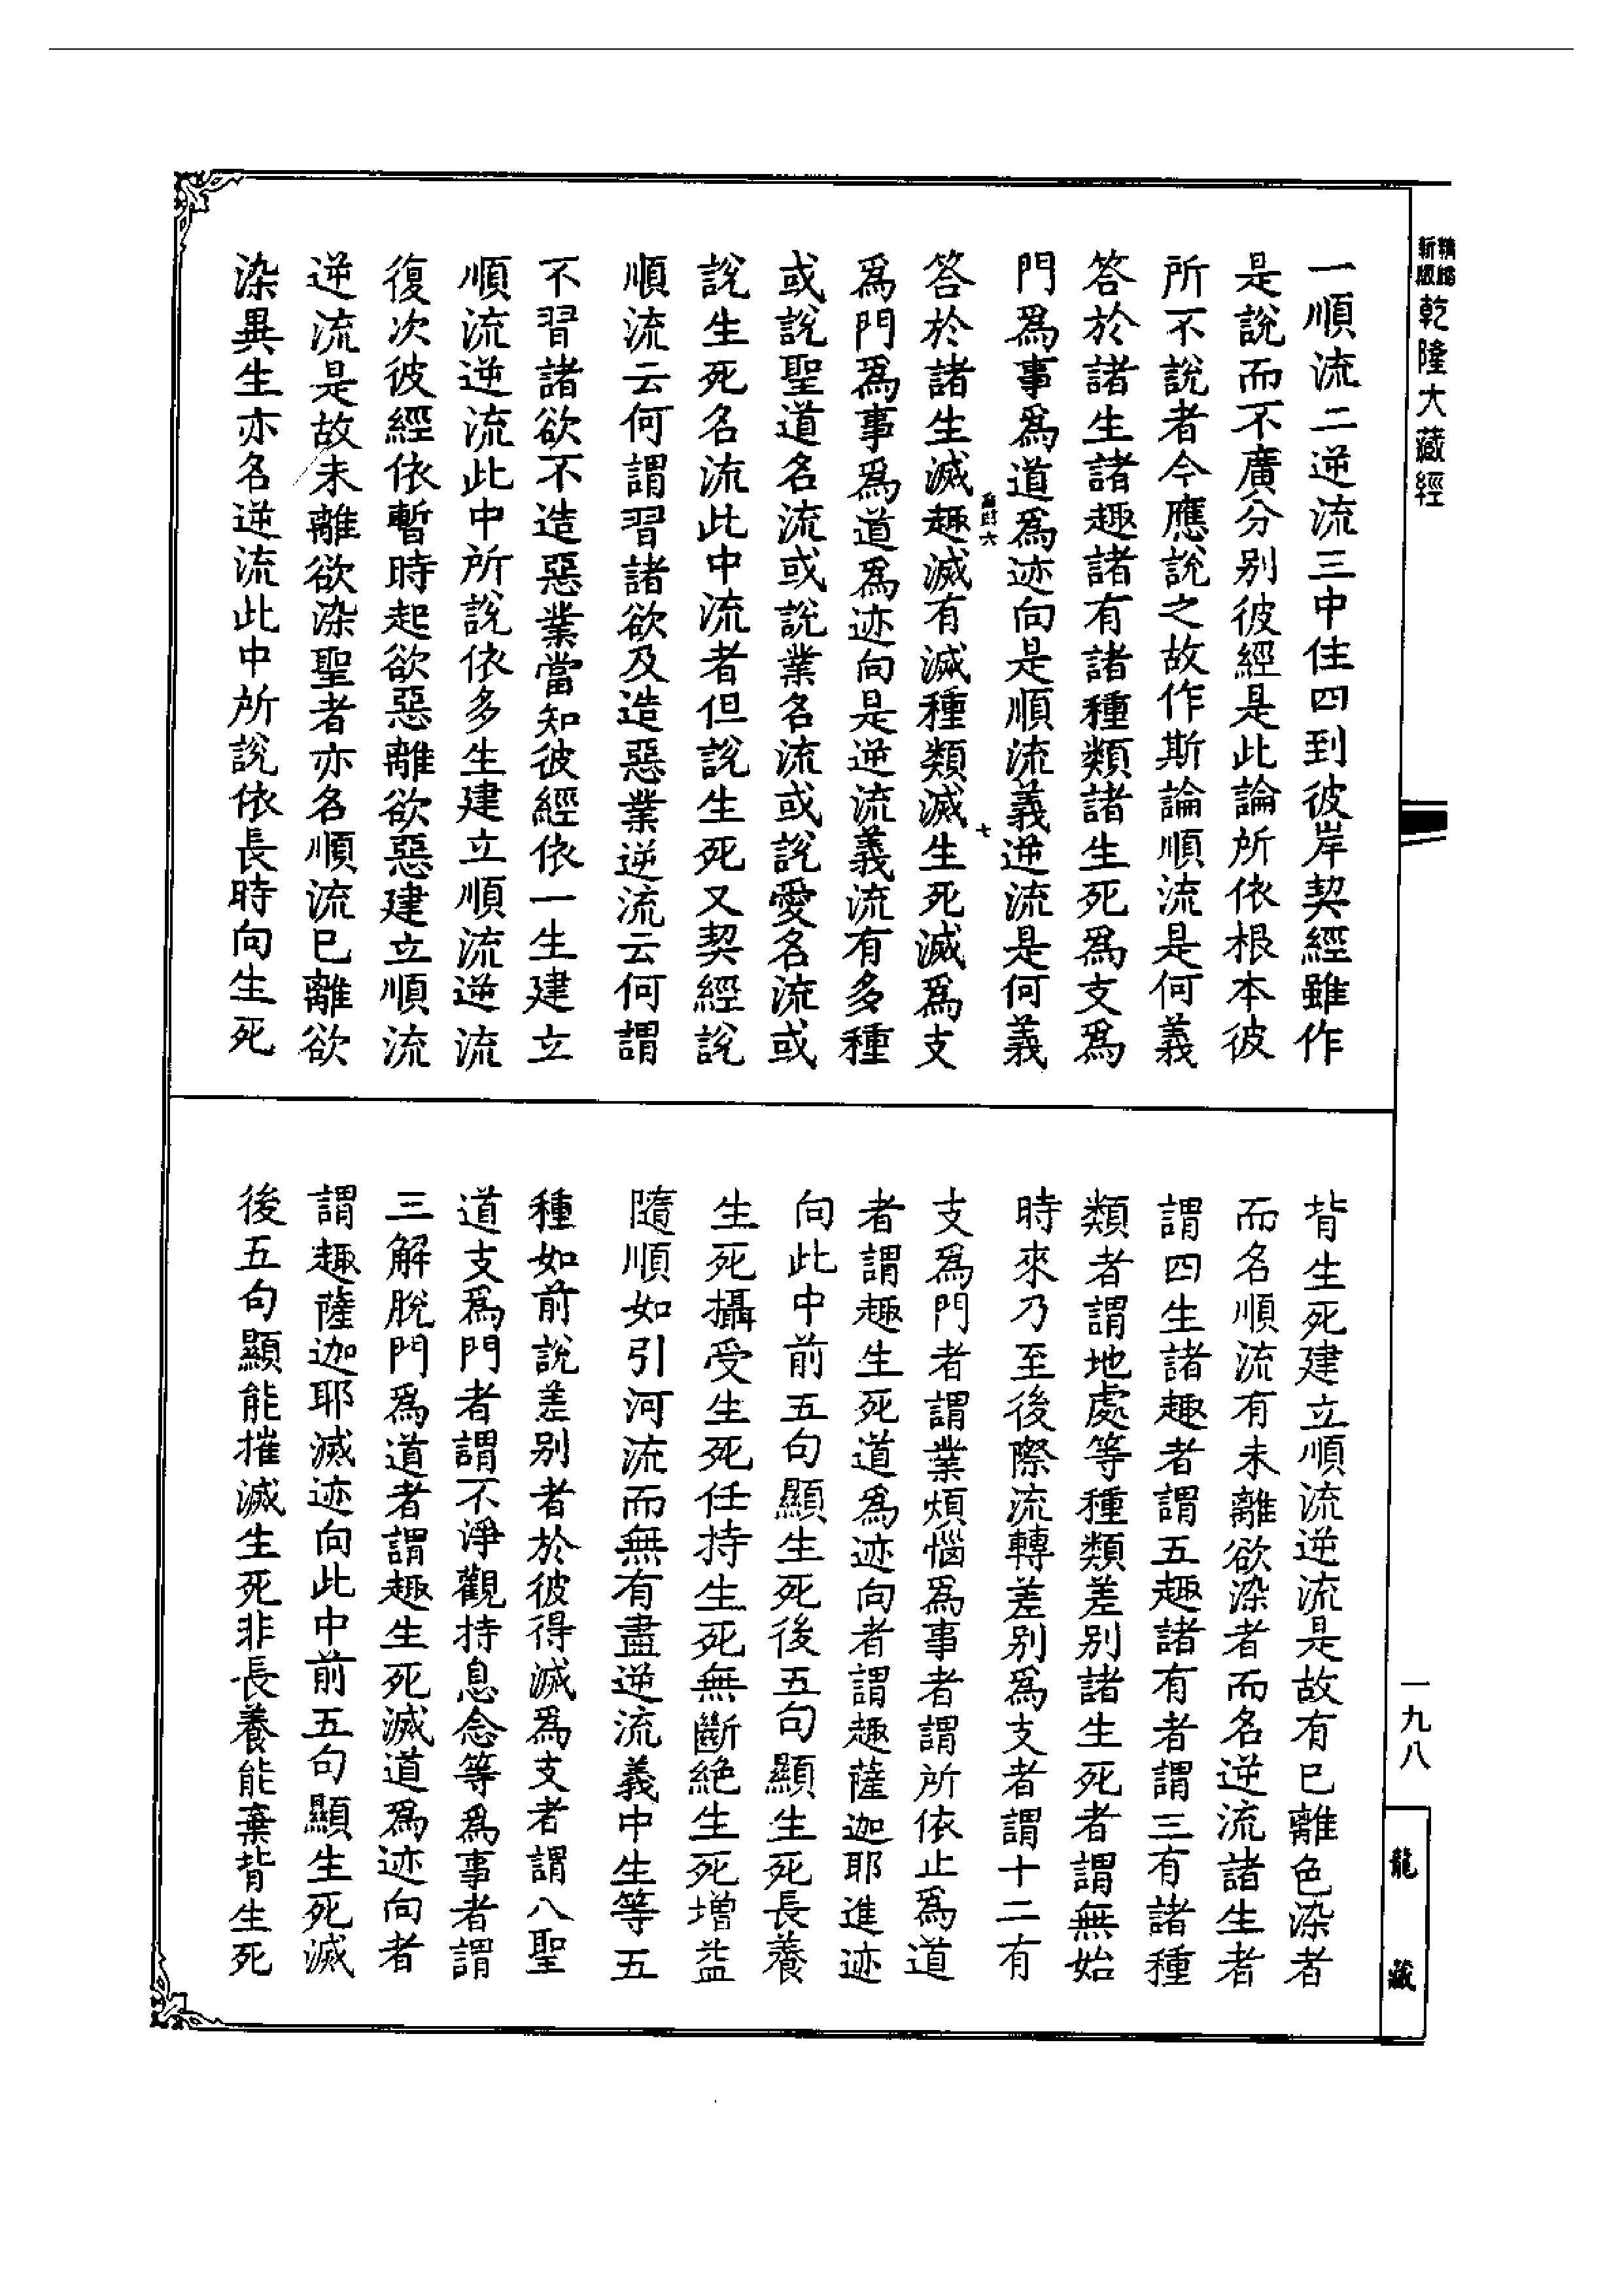 精縮新版乾隆大藏經
一順流二逆流三中住四到彼岸契經雖作
是說而不廣分別彼經是此論所依根本彼
所不說者今應說之故作斯論順流是何義
答於諸生諸趣諸有諸種類諸生死爲支爲
門爲事爲道爲迹向是順流義逆流是何義
答於諸生滅趣滅有滅種類滅生死滅爲支
爲門爲事爲道爲迹向是逆流義流有多種
或說聖道名流或說業名流或說愛名流或
說生死名流此中流者但說生死又契經說
順流云何謂習諸欲及造惡業逆流云何謂
不習諸欲不造惡業當知彼經依一生建立
順流逆流此中所說依多生建立順流逆流
復次彼經依暫時起欲惡離欲惡建立順流
逆流是故未離欲染聖者亦名順流已離欲
染異生亦名逆流此中所說依長時向生死
背生死建立順流逆流是故有已離色染者
而名順流有未離欲染者而名逆流諸生者
謂四生諸趣者謂五趣諸有者謂三有諸種
類者謂地處等種類差別諸生死者謂無始
時來乃至後際流轉差別爲支者謂十二有
支爲門者謂業煩惱爲事者謂所依止爲道
者謂趣生死道爲迹向者謂趣薩迦耶進迹
向此中前五句顯生死後五句顯生死長養
生死攝受生死任持生死無斷絕生死增益
隨順如引河流而無有盡逆流義中生等五
種如前說差別者於彼得滅爲支者謂八聖
道支爲門者謂不淨觀持息念等爲事者謂
三解脫門爲道者謂趣生死滅道爲迹向者
謂趣薩迦耶滅迹向此中前五句顯生死滅
後五句顯能摧滅生死非長養能棄背生死
一九八
龍藏